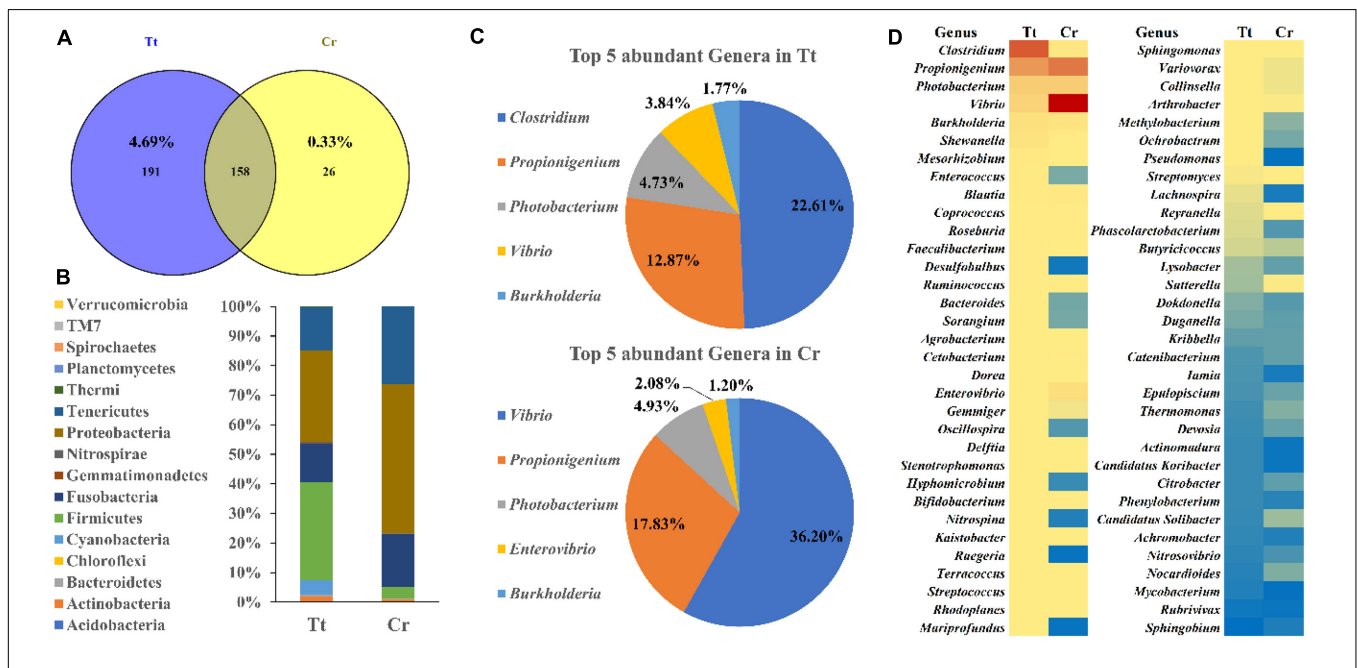 A
Tt
Cr
4.69%
191
158
0.33%
26
B
Verrucomicrobia
TM7
Spirochaetes
Planctomycetes
Thermi
Tenericutes
Proteobacteria
Nitrospirae
Gemmatimonadetes
Fusobacteria
Firmicutes
Cyanobacteria
Chloroflexi
Bacteroidetes
Actinobacteria
Acidobacteria
100%
90%
80%
70%
60%
50%
40%
30%
20%
10%
0%
Tt
Cr
C
Top 5 abundant Genera in Tt
Clostridium
Propionigenium
Photobacterium
Vibrio
Burkholderia
1.77%
3.84%
4.73%
12.87%
22.61%
Top 5 abundant Genera in Cr
Vibrio
Propionigenium
Photobacterium
Enterovibrio
Burkholderia
1.20%
2.08%
4.93%
17.83%
36.20%
D
Genus Tt Cr
Clostridium
Propionigenium
Photobacterium
Vibrio
Burkholderia
Shewanella
Mesorhizobium
Enterococcus
Blautia
Coprococcus
Roseburia
Faecalibacterium
Desulfobulbus
Ruminococcus
Bacteroides
Sorangium
Agrobacterium
Cetobacterium
Dorea
Enterovibrio
Gemmiger
Oscillospira
Delftia
Stenotrophomonas
Hyphomicrobium
Bifidobacterium
Nitrospina
Kaistobacter
Ruegeria
Terracoccus
Streptococcus
Rhodoplanes
Mariprofundus
Genus Tt Cr
Sphingomonas
Variovorax
Collinsella
Arthrobacter
Methylobacterium
Ochrobactrum
Pseudomonas
Streptomyces
Lachnospira
Reyranella
Phascolarctobacterium
Butyricicoccus
Lysobacter
Sutterella
Dokdonella
Duganella
Kribbella
Catenibacterium
Iamia
Epulopiscium
Thermomonas
Devosia
Actinomadura
Candidatus Koribacter
Citrobacter
Phenylobacterium
Candidatus Solibacter
Achromobacter
Nitrosovibrio
Nocardioides
Mycobacterium
Rubrivivax
Sphingobium